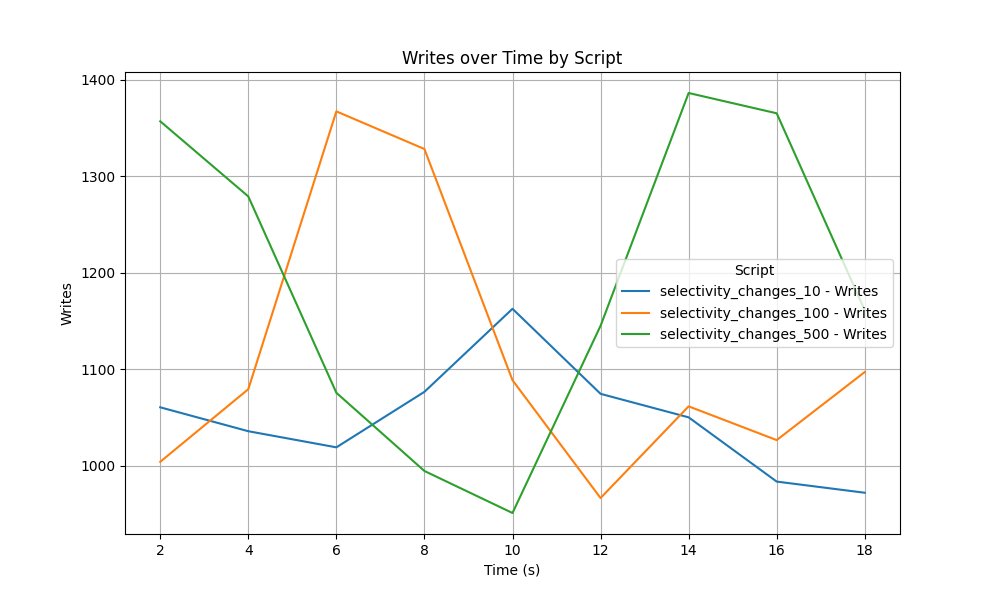 Writes over Time by Script
1400
1300
1200
1100
1000
Writes
Script
selectivity_changes_10 - Writes
selectivity_changes_100 - Writes
selectivity_changes_500 - Writes
2 4 6 8 10 12 14 16 18
Time (s)